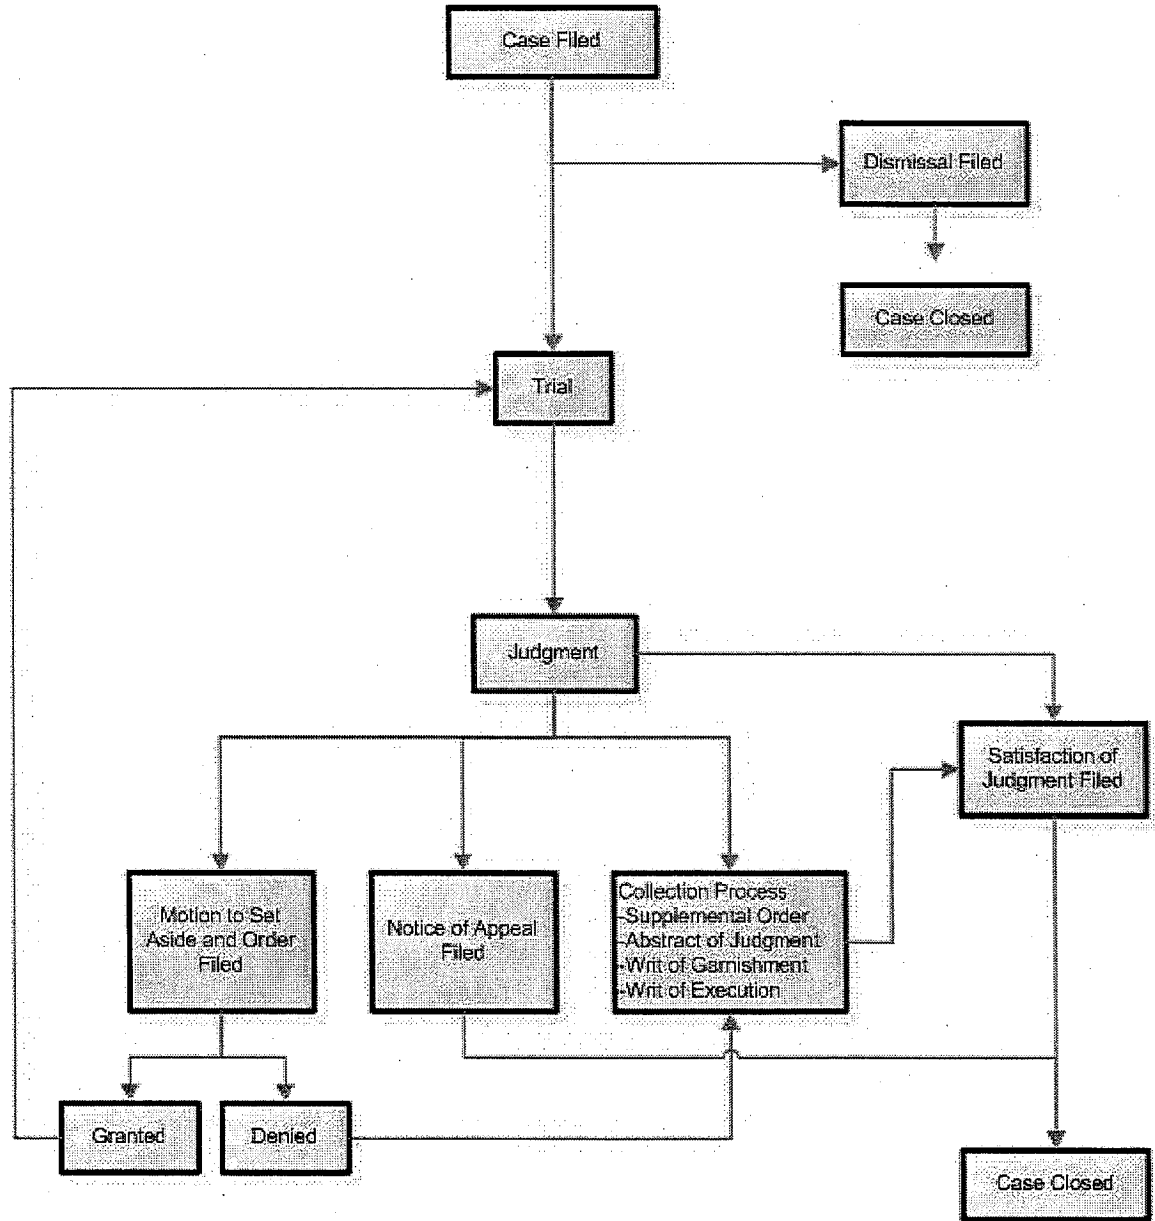 Case Filed
Dismissal Filed
Case Closed
Trial
Judgment
Satisfaction of
Judgment Filed
Motion to Set
Aside and Order
Filed
Notice of Appeal
Filed
Collection Process
-Supplemental Order
-Abstract of Judgment
-Writ of Garnishment
-Writ of Execution
Granted
Denied
Case Closed